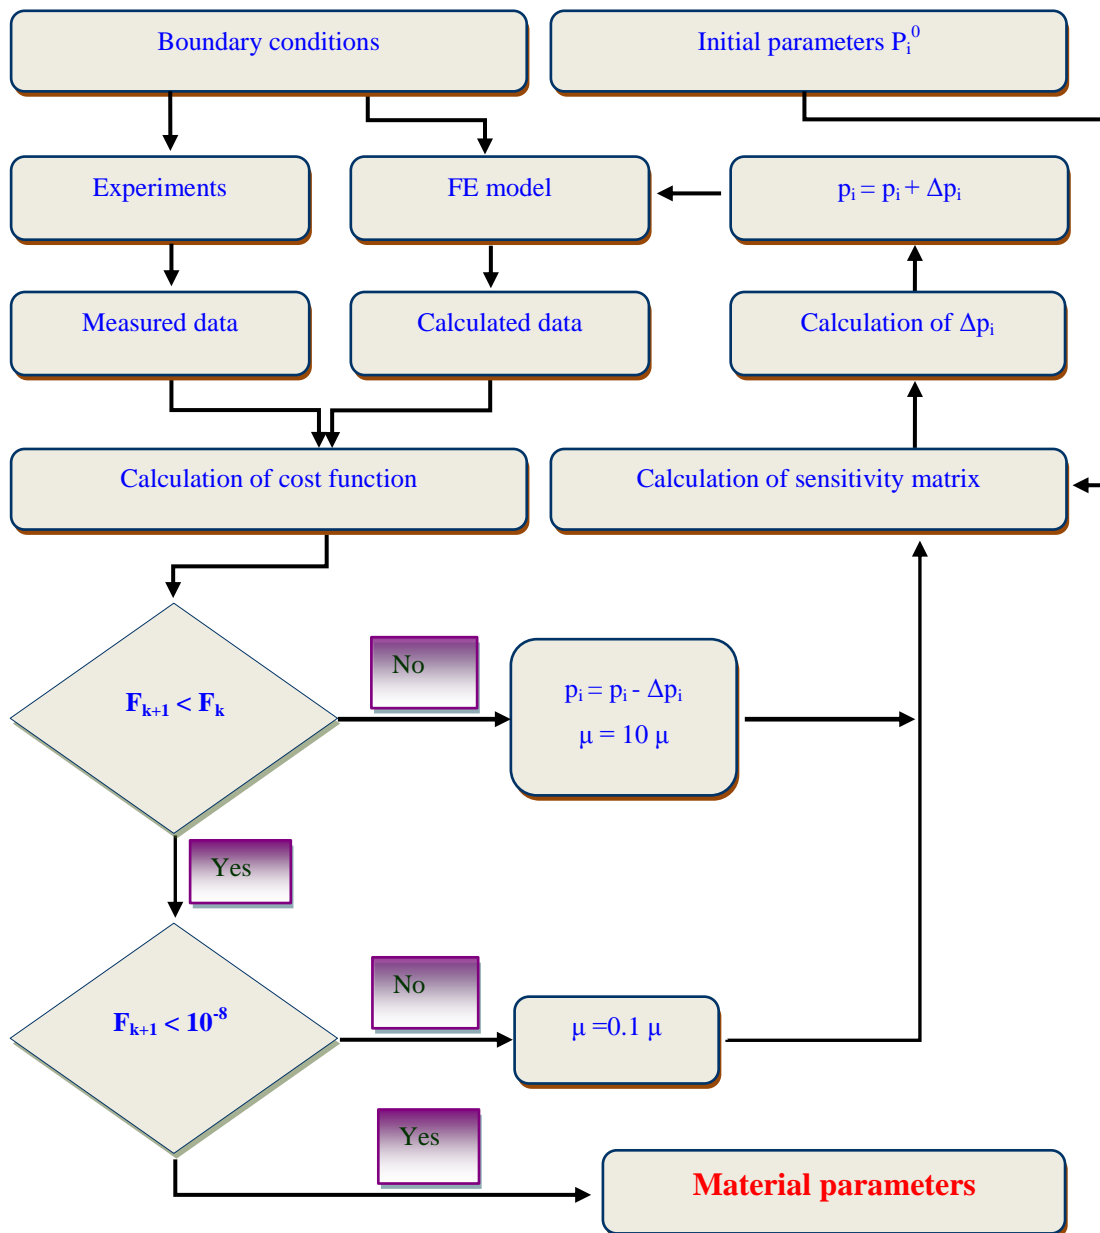 Boundary conditions
Initial parameters Pᵢ⁰
Experiments
FE model
pᵢ = pᵢ + Δpᵢ
Measured data
Calculated data
Calculation of Δpᵢ
Calculation of cost function
Calculation of sensitivity matrix
No
Fₖ₊₁ < Fₖ
pᵢ = pᵢ - Δpᵢ
μ = 10 μ
Yes
No
Fₖ₊₁ < 10⁻⁸
μ =0.1 μ
Yes
Material parameters